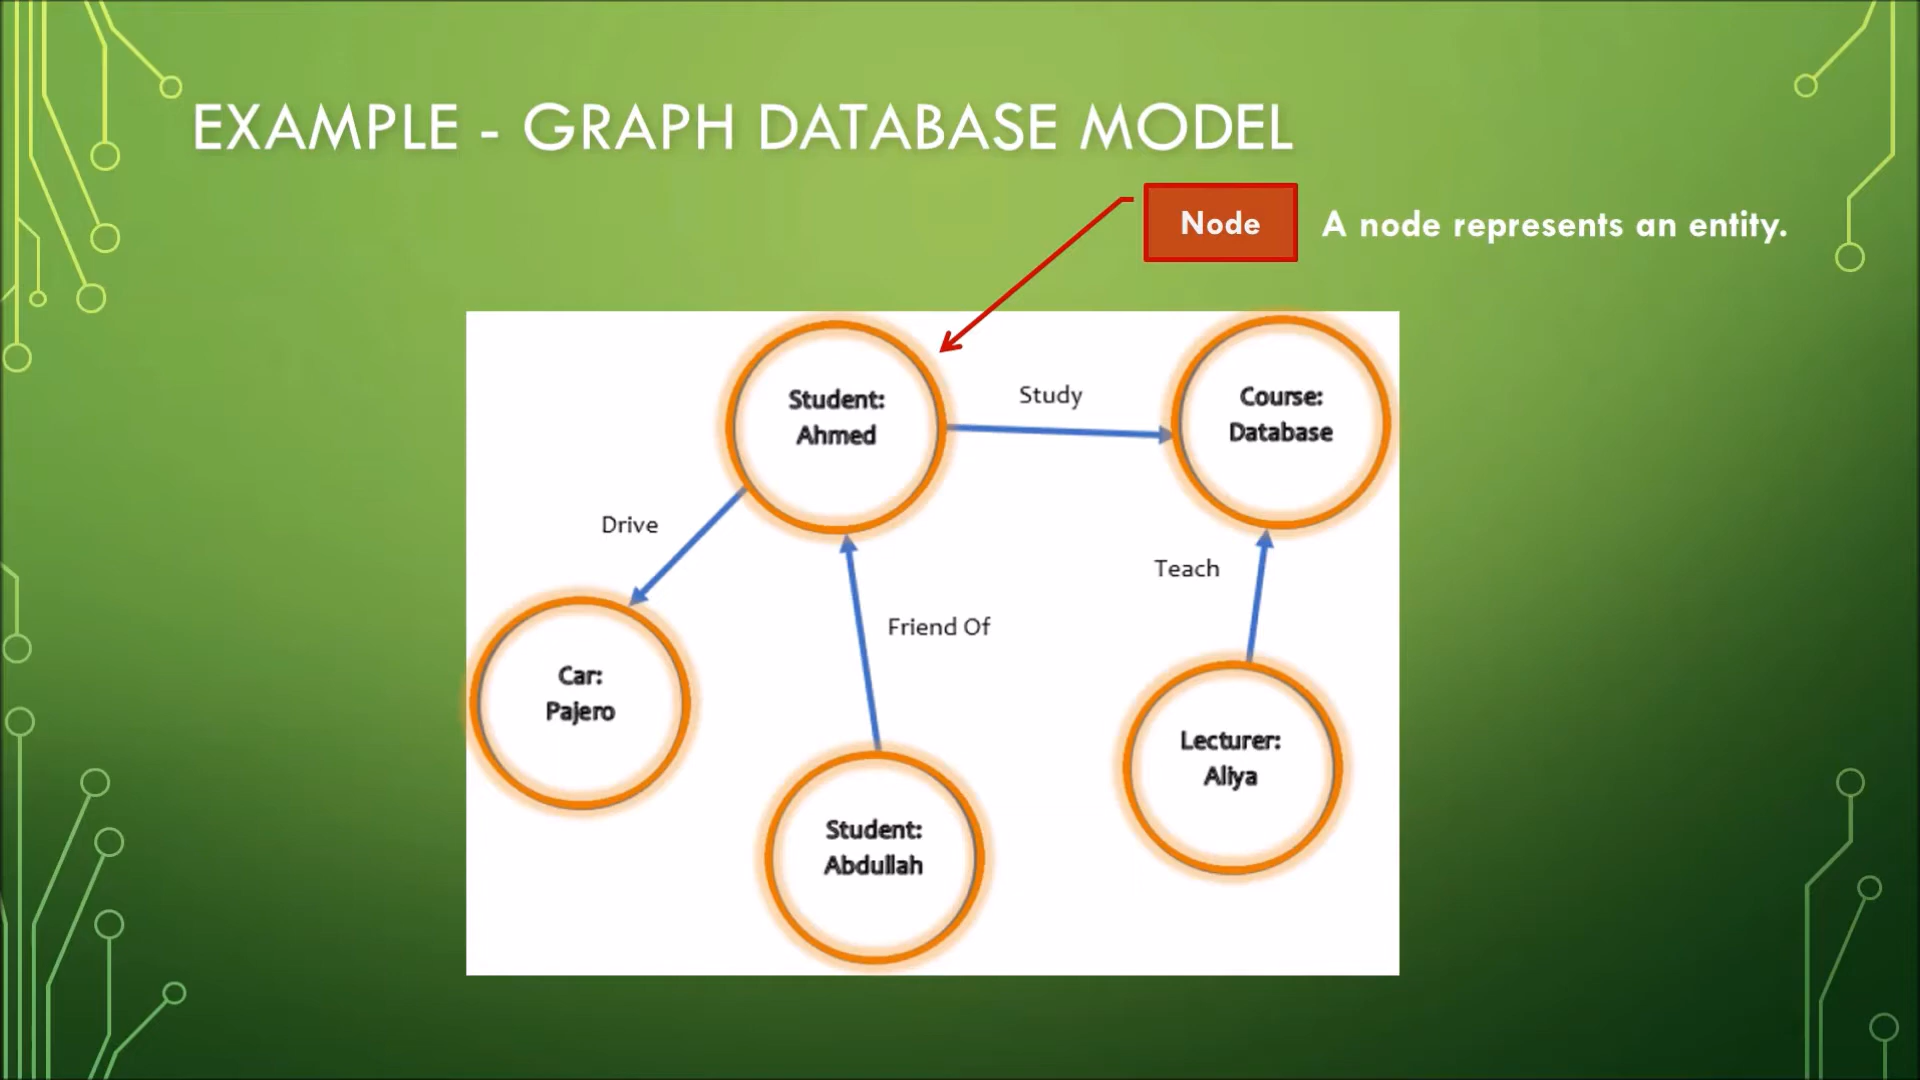 EXAMPLE - GRAPH DATABASE MODEL
Node
A node represents an entity.
Student:
Ahmed
Study
Course:
Database
Drive
Teach
Friend Of
Car:
Pajero
Lecturer:
Aliya
Student:
Abdullah